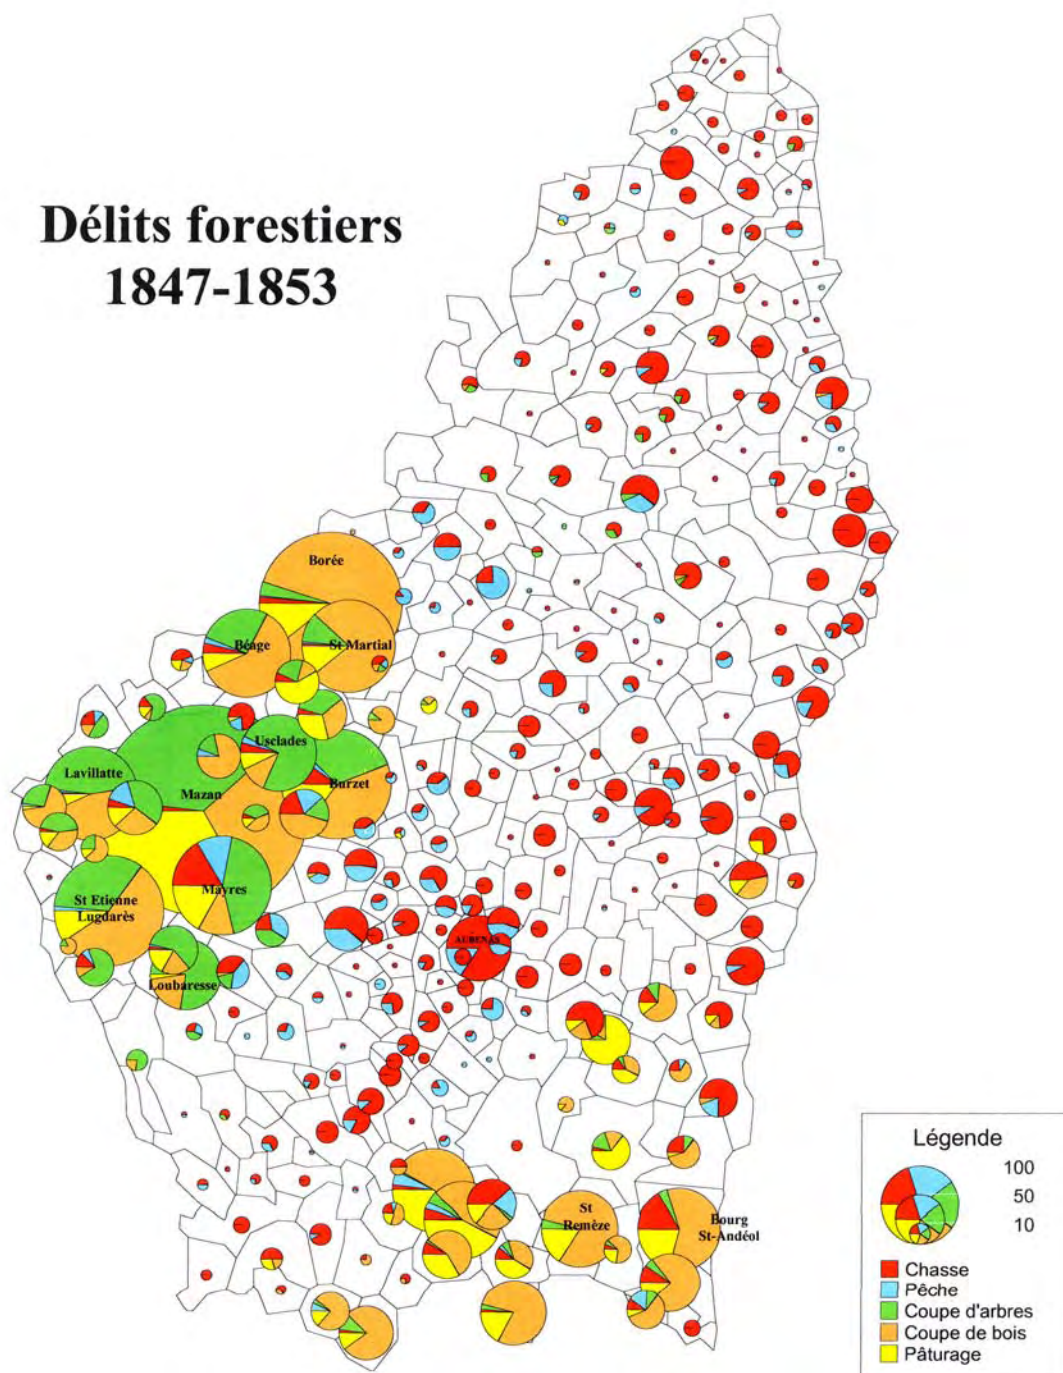 Délits forestiers
1847-1853
Borée
Béage
St Martial
Usclades
Lavillatte
Mazan
Burzet
Mayres
St Etienne
Lugdarès
AUBENAS
Loubaresse
St
Remèze
Bourg
St-Andéol
Légende
100
50
10
Chasse
Pêche
Coupe d'arbres
Coupe de bois
Pâturage